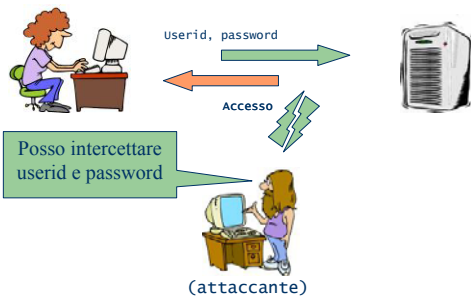 Userid, password
Accesso
Posso intercettare
userid e password
(attaccante)